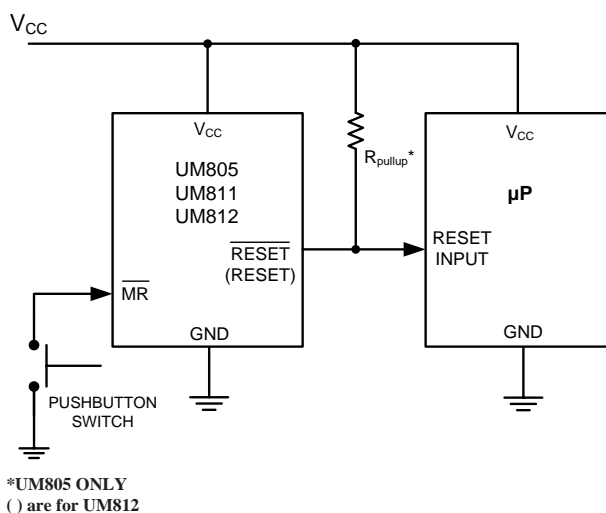 VCC
VCC
UM805
UM811
UM812
RESET
(RESET)
MR
GND
PUSHBUTTON
SWITCH
Rpullup*
VCC
µP
RESET
INPUT
GND
*UM805 ONLY
( ) are for UM812